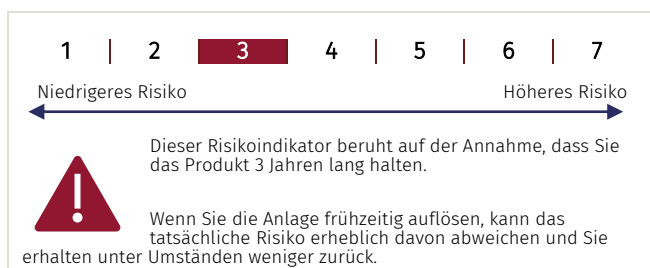 1 2 3 4 5 6 7
Niedrigeres Risiko Höheres Risiko
Dieser Risikoindikator beruht auf der Annahme, dass Sie
das Produkt 3 Jahren lang halten.
Wenn Sie die Anlage frühzeitig auflösen, kann das
tatsächliche Risiko erheblich davon abweichen und Sie
erhalten unter Umständen weniger zurück.